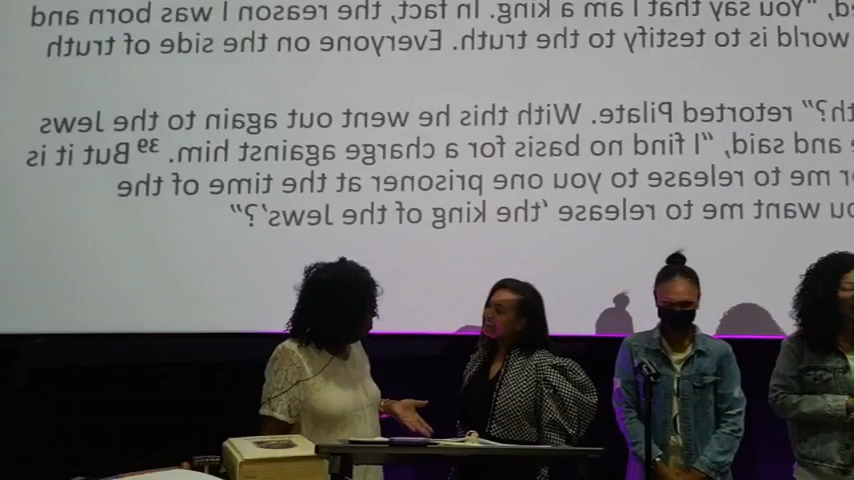 ed, "You say that I am a king. In fact, the reason I was born and
world is to testify to the truth. Everyone on the side of truth
th?" retorted Pilate. With this he went out again to the Jews
e and said, "I find no basis for a charge against him. 39 But it is
r me to release to you one prisoner at the time of the
ou want me to release 'the king of the Jews'?"